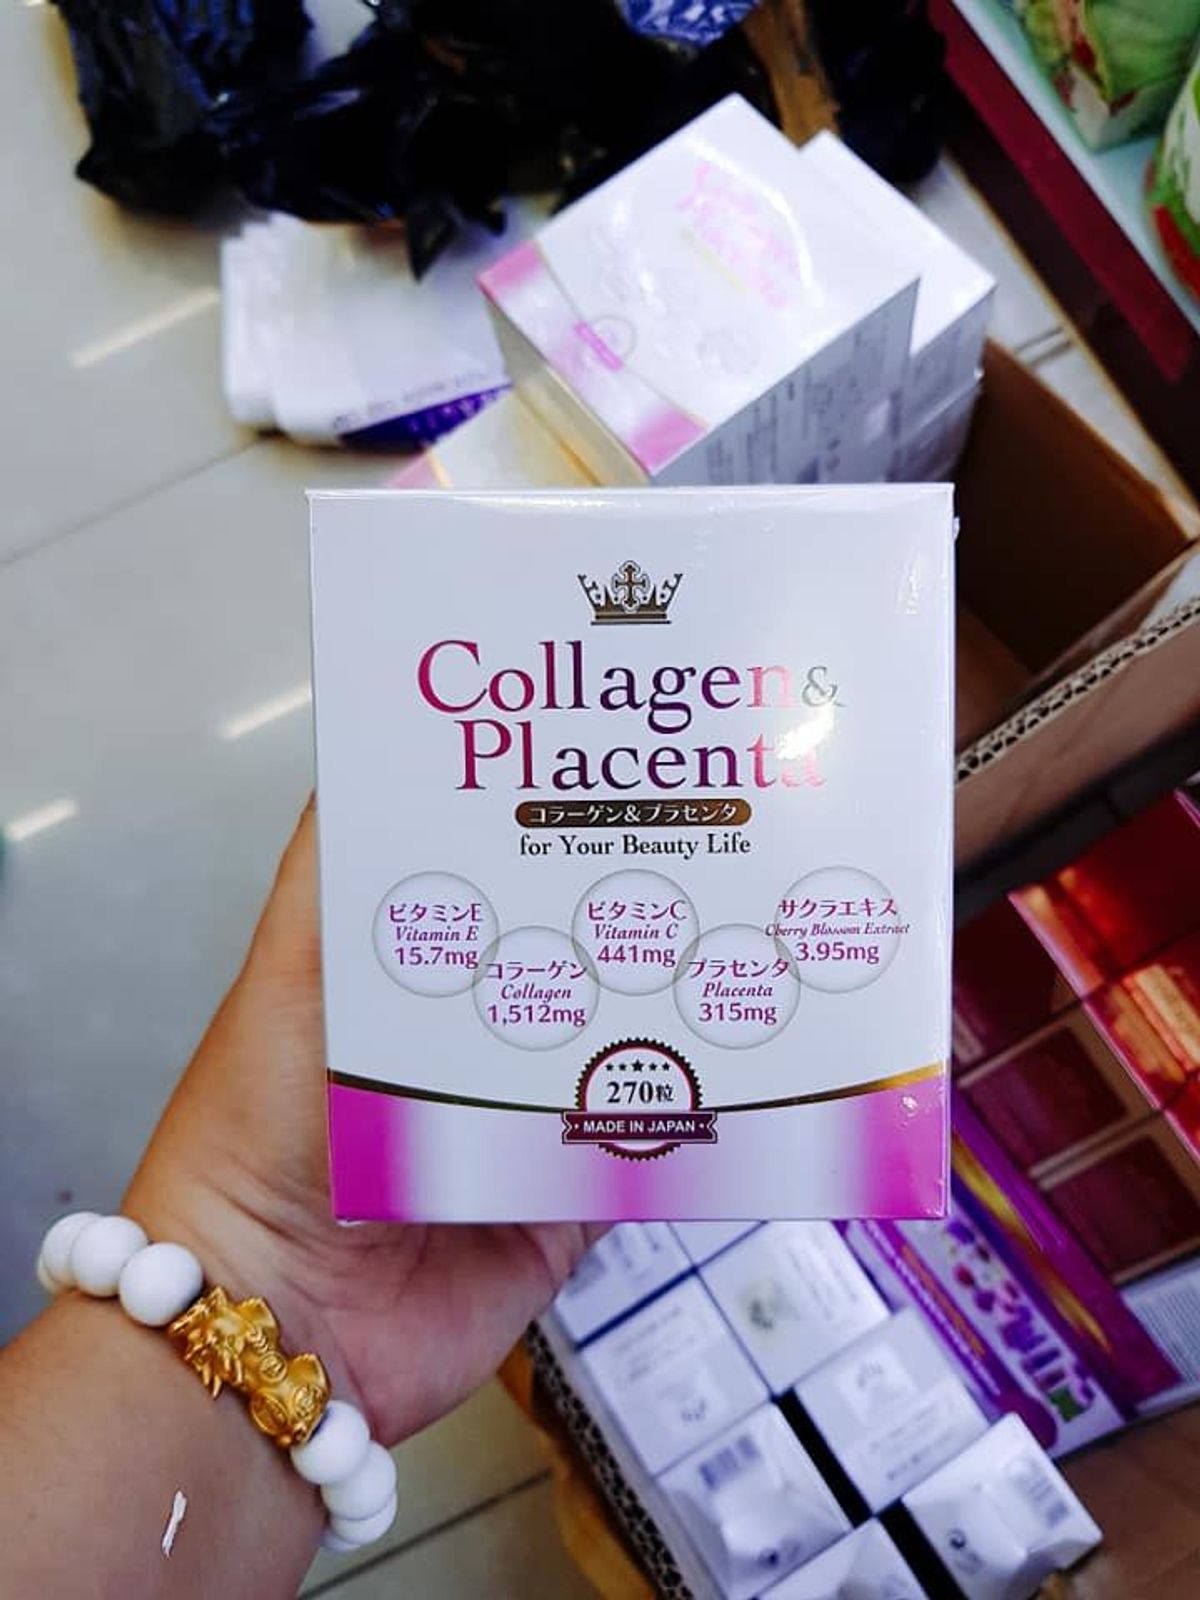 Collagen &
Placenta
コラーゲン&プラセンタ
for Your Beauty Life
ビタミンE
Vitamin E
15.7mg
コラーゲン
Collagen
1,512mg
ビタミンC
Vitamin C
441mg
プラセンタ
Placenta
315mg
サクラエキス
Cherry Blossom Extract
3.95mg
270粒
MADE IN JAPAN